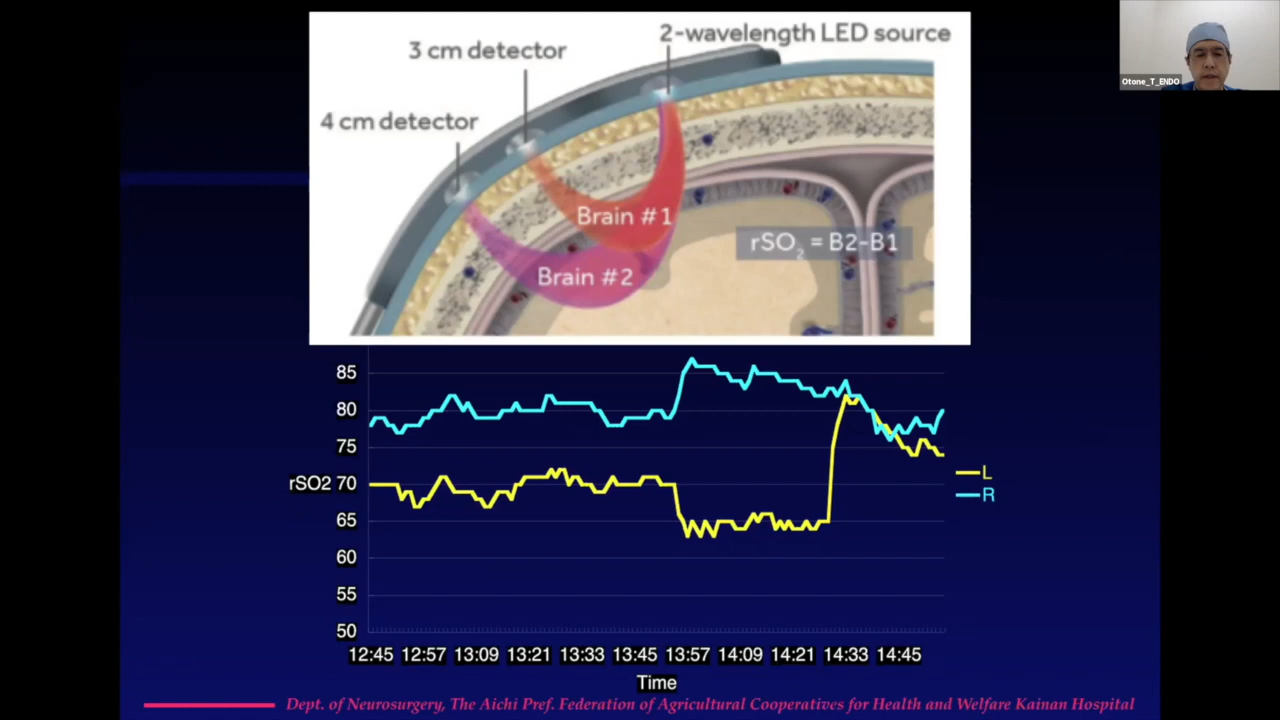 2-wavelength LED source
3 cm detector
4 cm detector
Otone_T_ENDO
Brain #1
rSO₂ = B2-B1
Brain #2
85
80
75
rSO2 70
65
60
55
50
L
R
12:45 12:57 13:09 13:21 13:33 13:45 13:57 14:09 14:21 14:33 14:45
Time
Dept. of Neurosurgery, The Aichi Pref. Federation of Agricultural Cooperatives for Health and Welfare Kainan Hospital